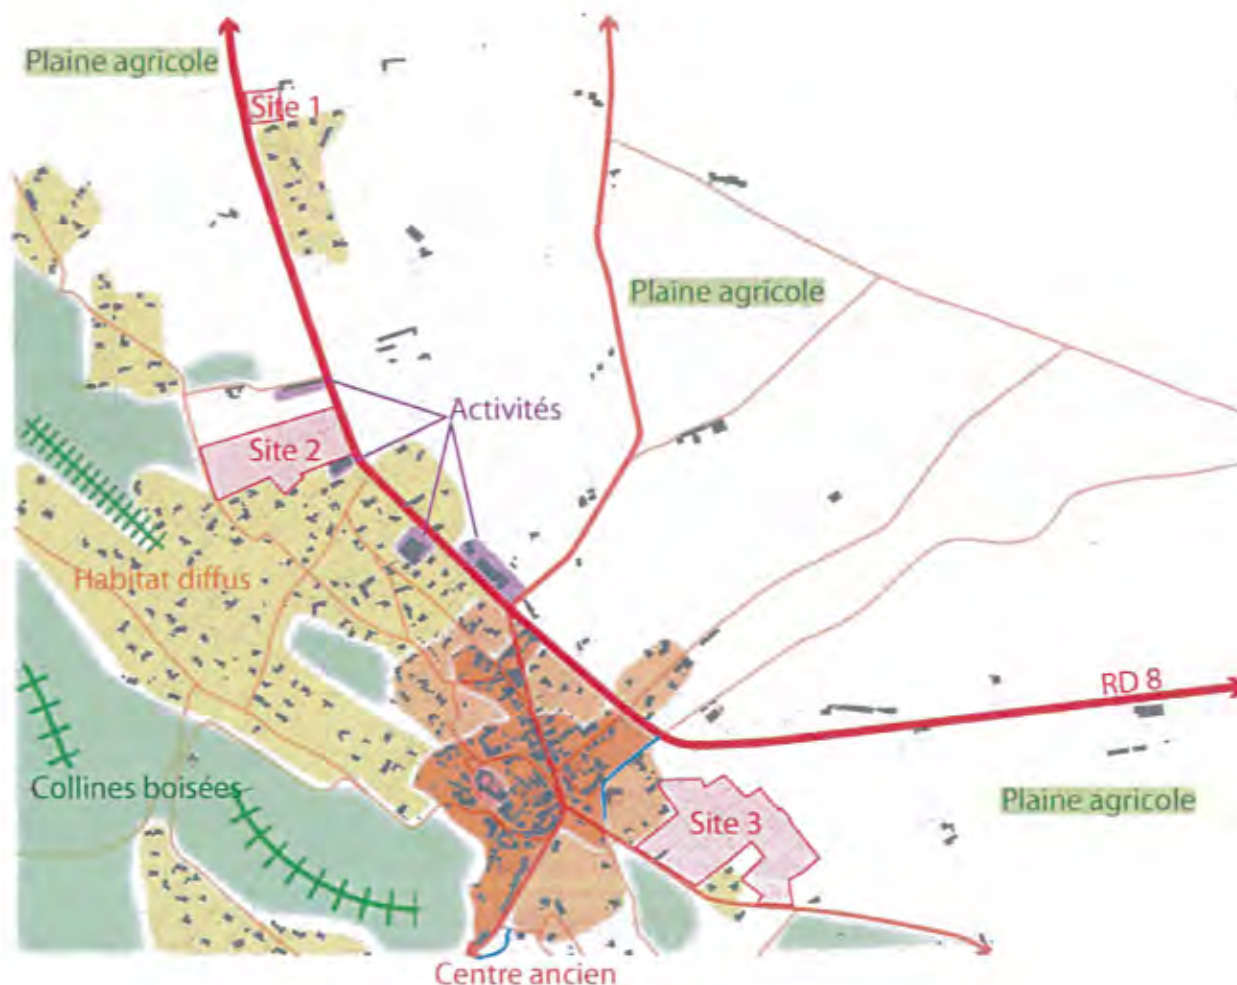 Plaine agricole
Site 1
Plaine agricole
Activités
Site 2
Habitat diffus
RD 8
Collines boisées
Plaine agricole
Site 3
Centre ancien